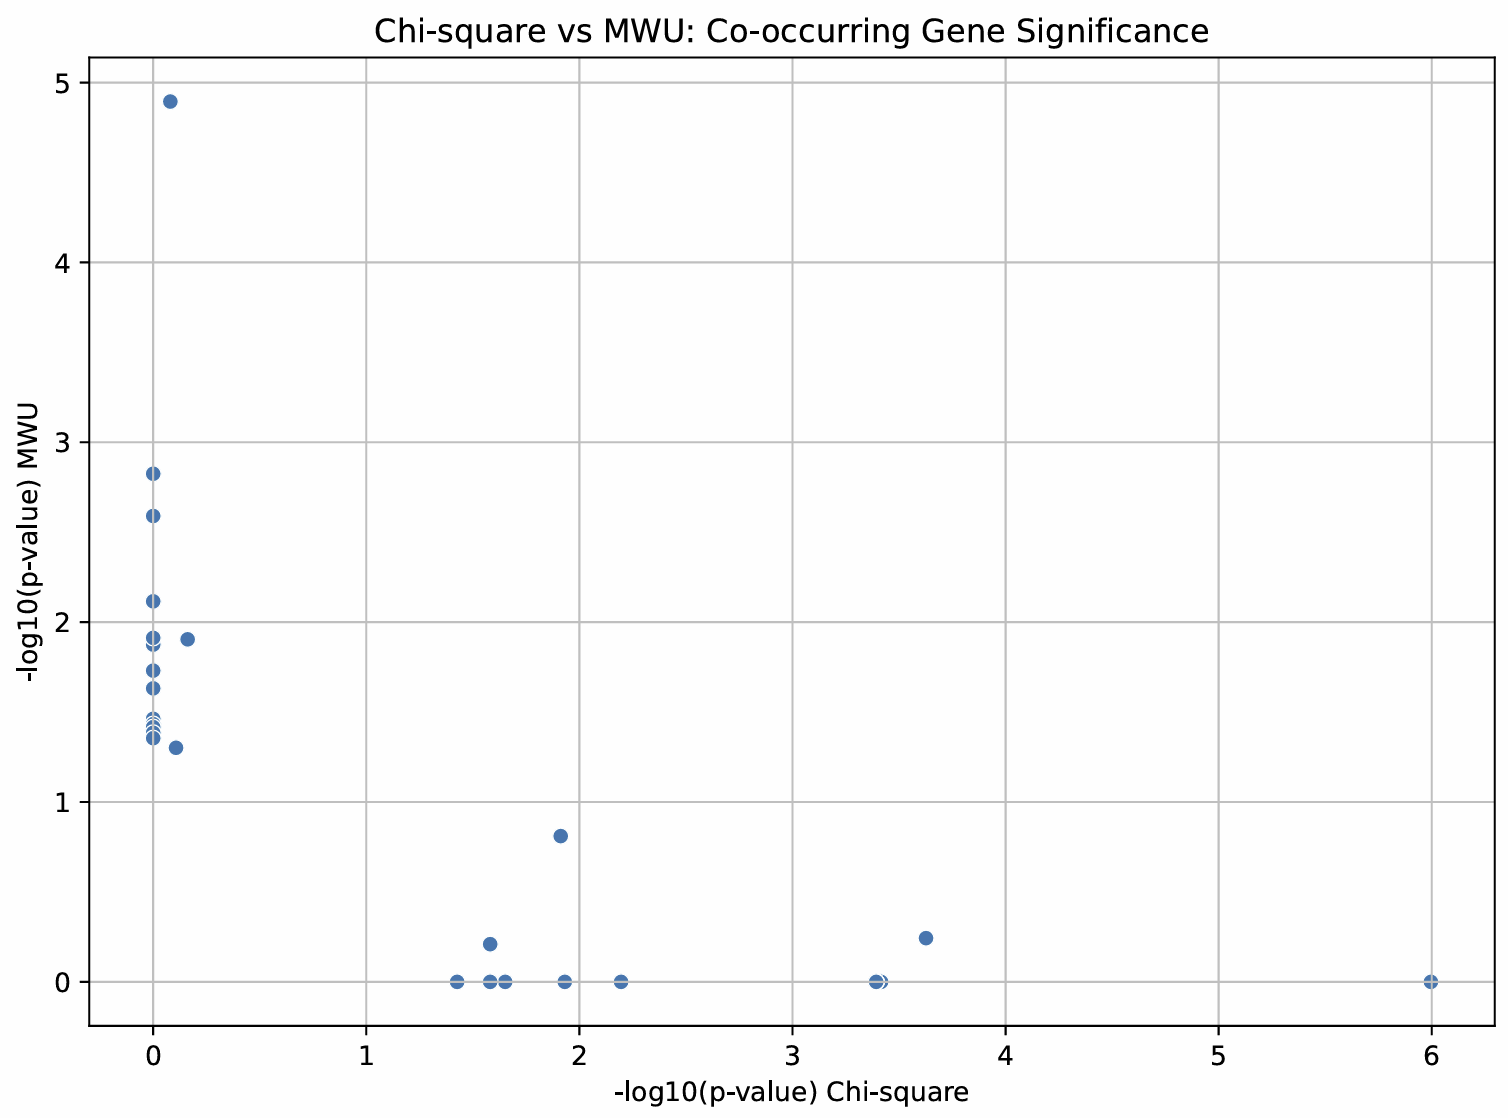 Chi-square vs MWU: Co-occurring Gene Significance
5
4
3
2
1
0
-log10(p-value) MWU
0 1 2 3 4 5 6
-log10(p-value) Chi-square